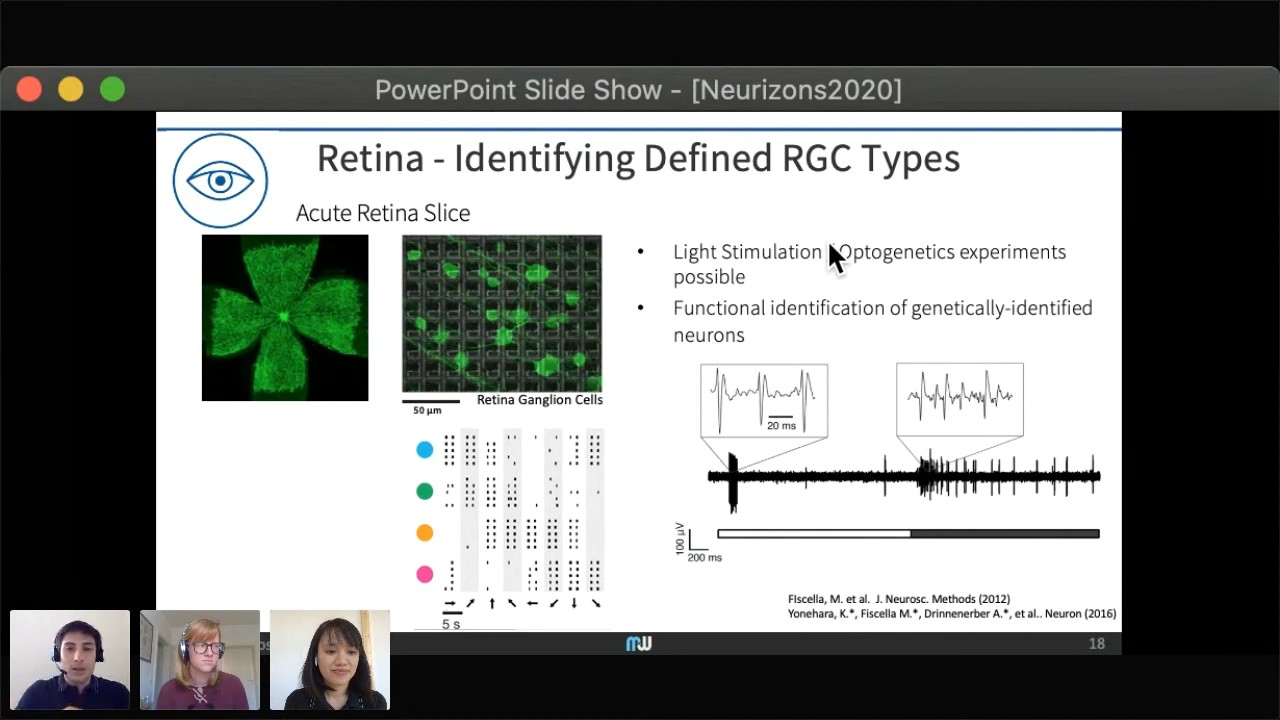 PowerPoint Slide Show - [Neurizons2020]
Retina - Identifying Defined RGC Types
Acute Retina Slice
• Light Stimulation Optogenetics experiments
possible
• Functional identification of genetically-identified
neurons
50 µm
Retina Ganglion Cells
20 ms
100 µV
200 ms
5 s
FIscella, M. et al. J. Neurosc. Methods (2012)
Yonehara, K.*, Fiscella M.*, Drinnenerber A.*, et al.. Neuron (2016)
MW
18